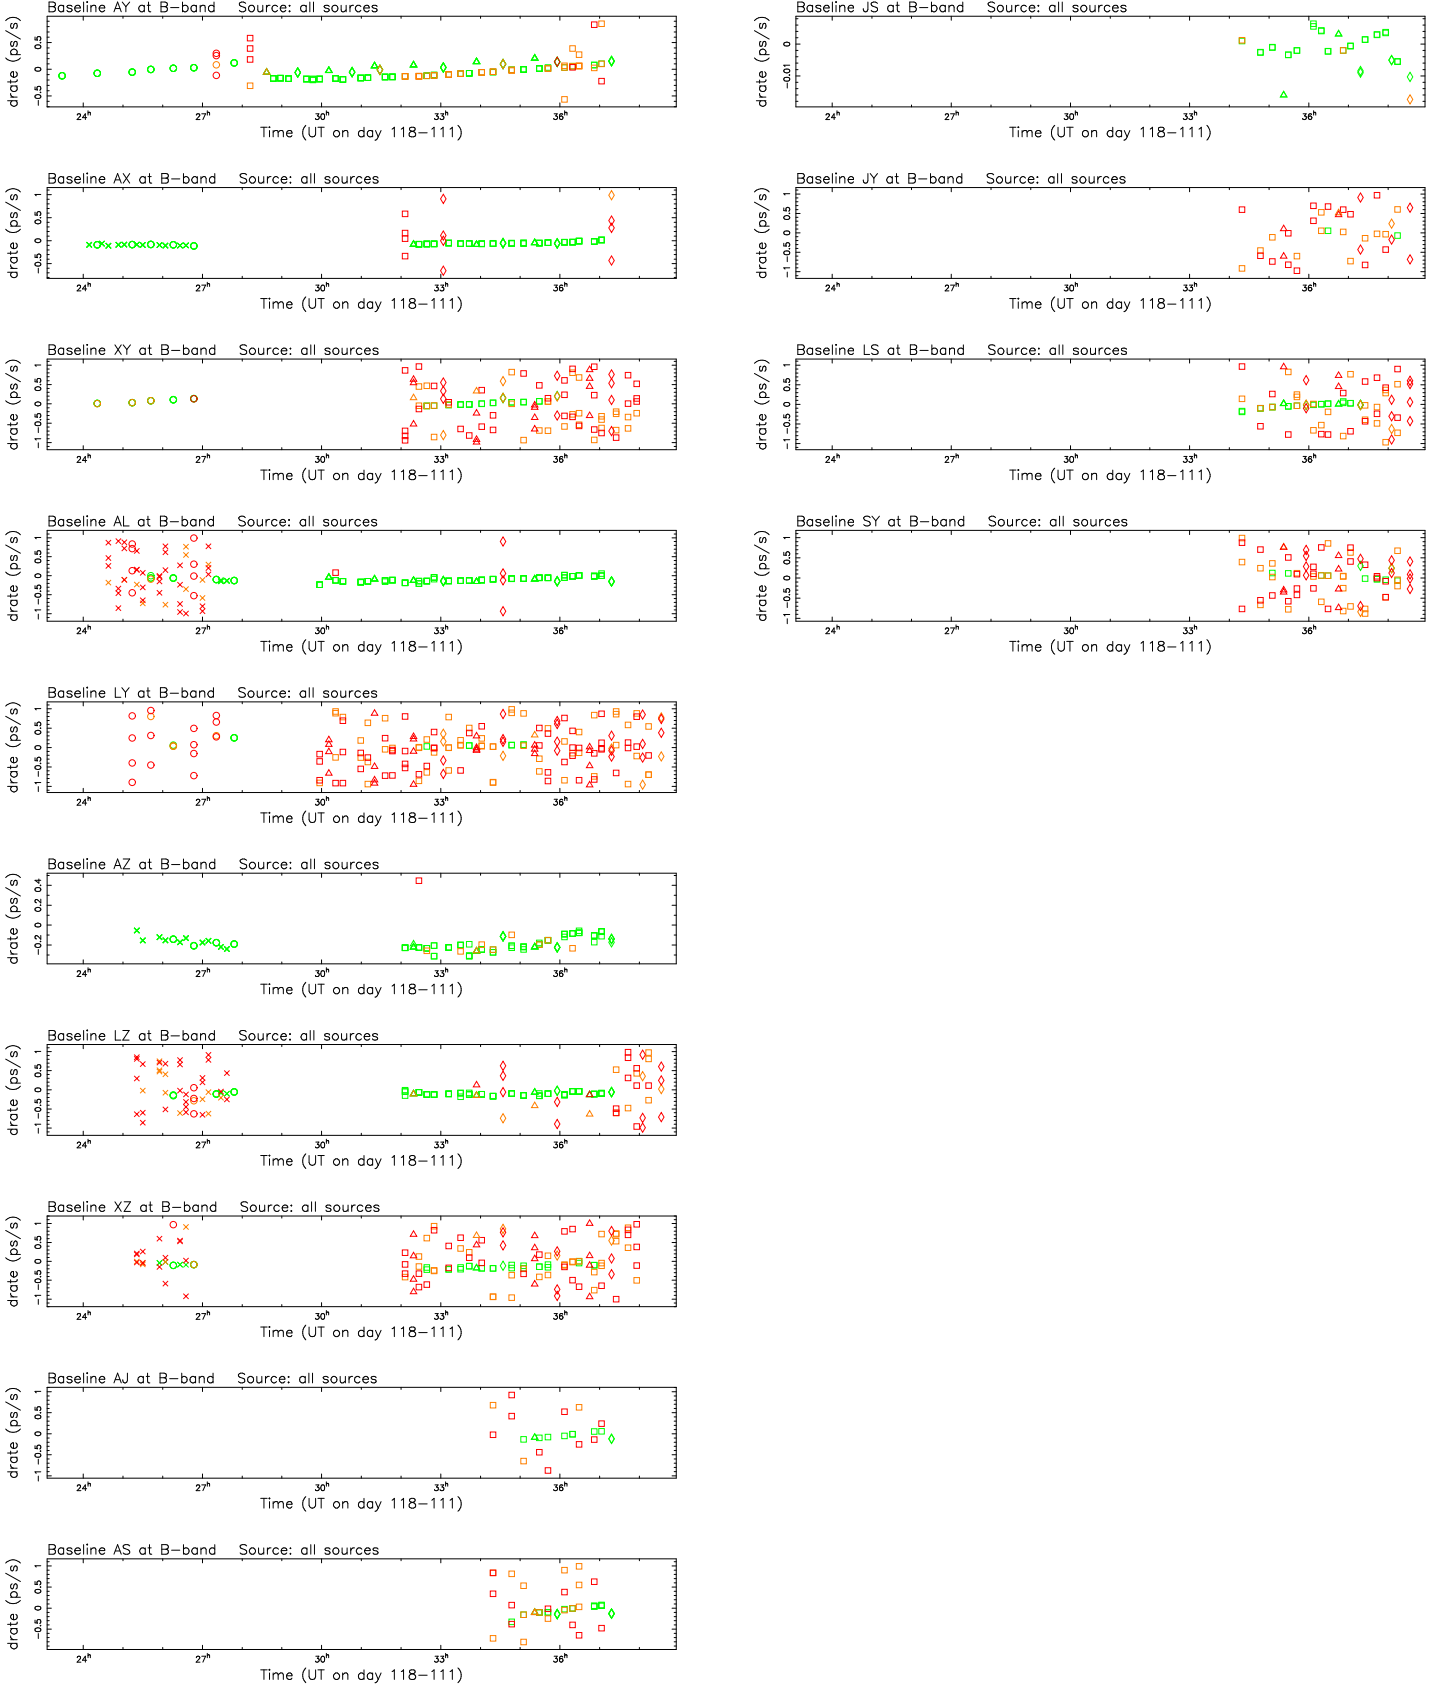 Baseline AY at B-band Source: all sources
drate (ps/s)
-0.5 0 0.5
24h 27h 30h 33h 36h
Time (UT on day 118-111)
Baseline AX at B-band Source: all sources
drate (ps/s)
-0.5 0 0.5 1
24h 27h 30h 33h 36h
Time (UT on day 118-111)
Baseline XY at B-band Source: all sources
drate (ps/s)
-1 -0.5 0 0.5 1
24h 27h 30h 33h 36h
Time (UT on day 118-111)
Baseline AL at B-band Source: all sources
drate (ps/s)
-1 -0.5 0 0.5 1
24h 27h 30h 33h 36h
Time (UT on day 118-111)
Baseline LY at B-band Source: all sources
drate (ps/s)
-1 -0.5 0 0.5 1
24h 27h 30h 33h 36h
Time (UT on day 118-111)
Baseline AZ at B-band Source: all sources
drate (ps/s)
-0.2 0 0.2 0.4
24h 27h 30h 33h 36h
Time (UT on day 118-111)
Baseline LZ at B-band Source: all sources
drate (ps/s)
-1 -0.5 0 0.5 1
24h 27h 30h 33h 36h
Time (UT on day 118-111)
Baseline XZ at B-band Source: all sources
drate (ps/s)
-1 -0.5 0 0.5 1
24h 27h 30h 33h 36h
Time (UT on day 118-111)
Baseline AJ at B-band Source: all sources
drate (ps/s)
-1 -0.5 0 0.5 1
24h 27h 30h 33h 36h
Time (UT on day 118-111)
Baseline AS at B-band Source: all sources
drate (ps/s)
-0.5 0 0.5 1
24h 27h 30h 33h 36h
Time (UT on day 118-111)
Baseline JS at B-band Source: all sources
drate (ps/s)
-0.01 0
24h 27h 30h 33h 36h
Time (UT on day 118-111)
Baseline JY at B-band Source: all sources
drate (ps/s)
-1 -0.5 0 0.5 1
24h 27h 30h 33h 36h
Time (UT on day 118-111)
Baseline LS at B-band Source: all sources
drate (ps/s)
-1 -0.5 0 0.5 1
24h 27h 30h 33h 36h
Time (UT on day 118-111)
Baseline SY at B-band Source: all sources
drate (ps/s)
-1 -0.5 0 0.5 1
24h 27h 30h 33h 36h
Time (UT on day 118-111)